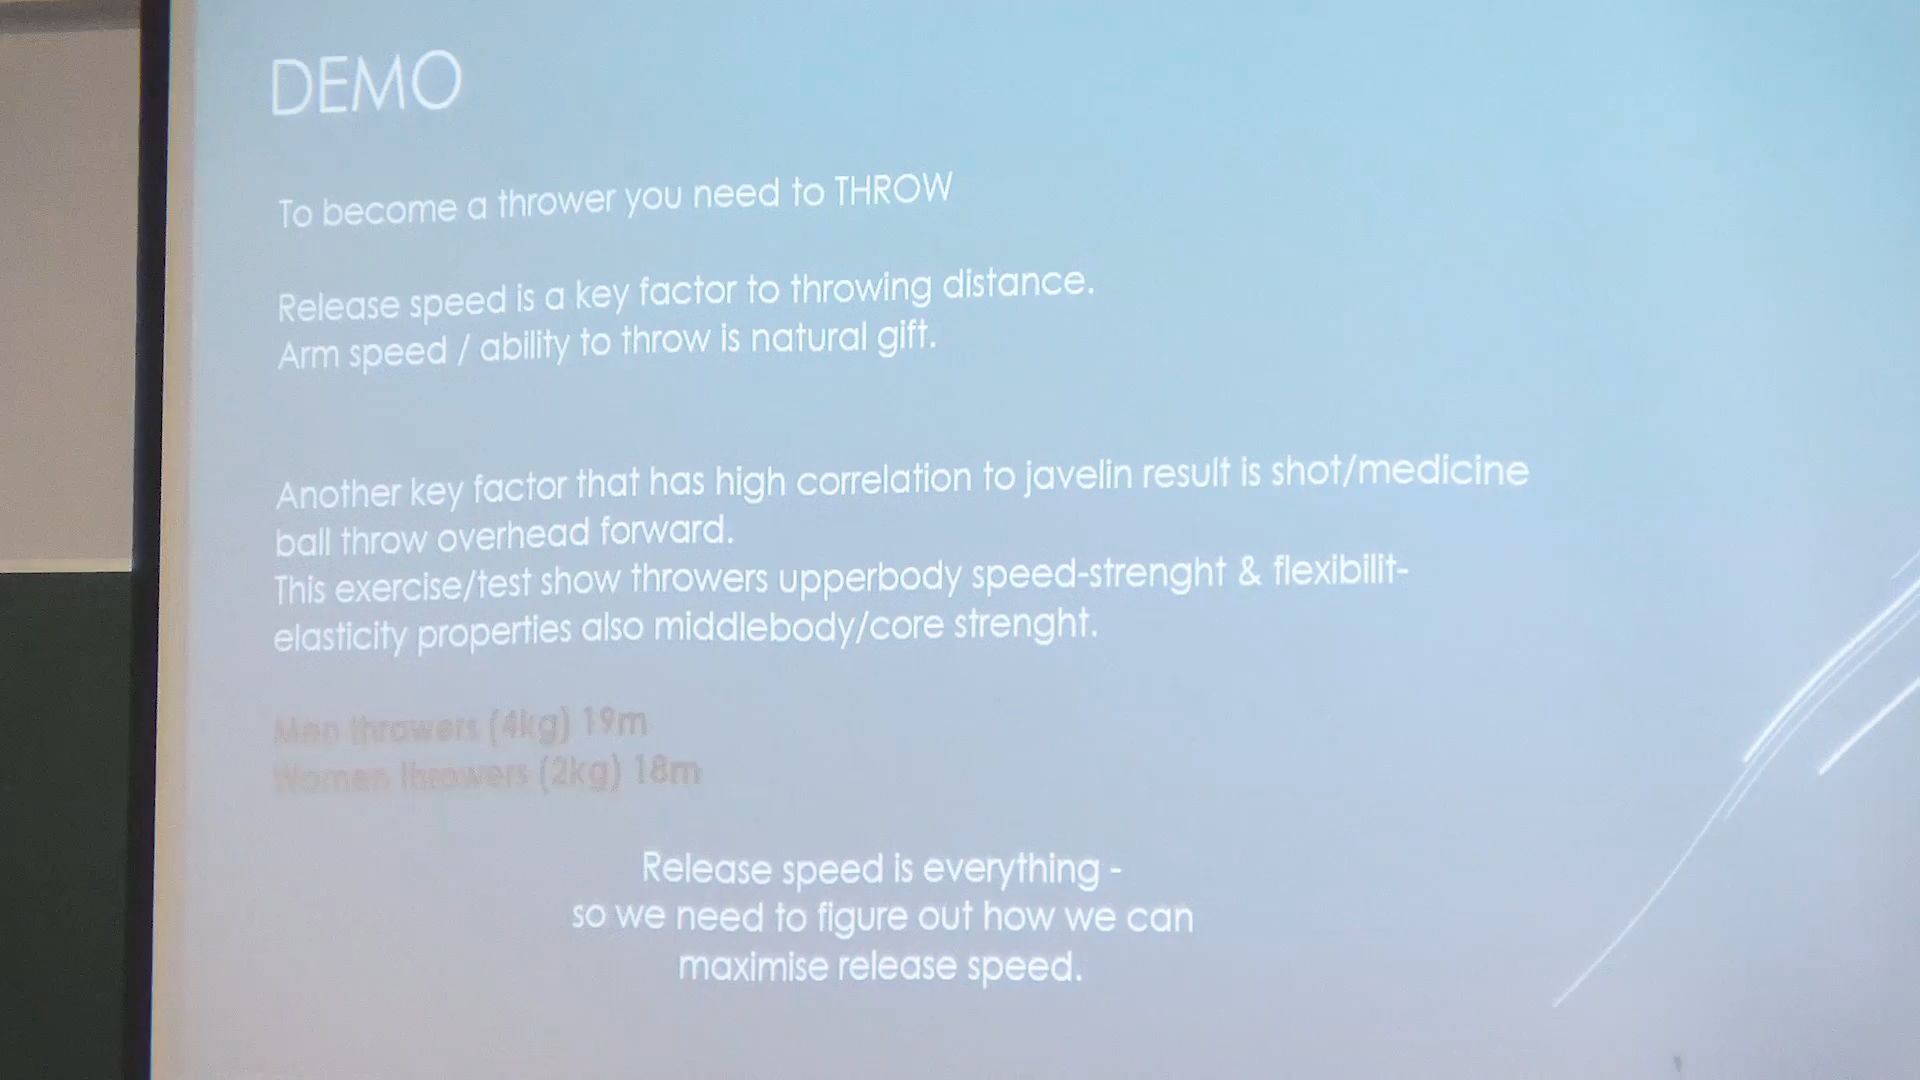 DEMO
To become a thrower you need to THROW
Release speed is a key factor to throwing distance.
Arm speed / ability to throw is natural gift.
Another key factor that has high correlation to javelin result is shot/medicine
ball throw overhead forward.
This exercise/test show throwers upperbody speed-strenght & flexibilit-
elasticity properties also middlebody/core strenght.
Men throwers (4kg) 19m
Women throwers (2kg) 18m
Release speed is everything -
so we need to figure out how we can
maximise release speed.